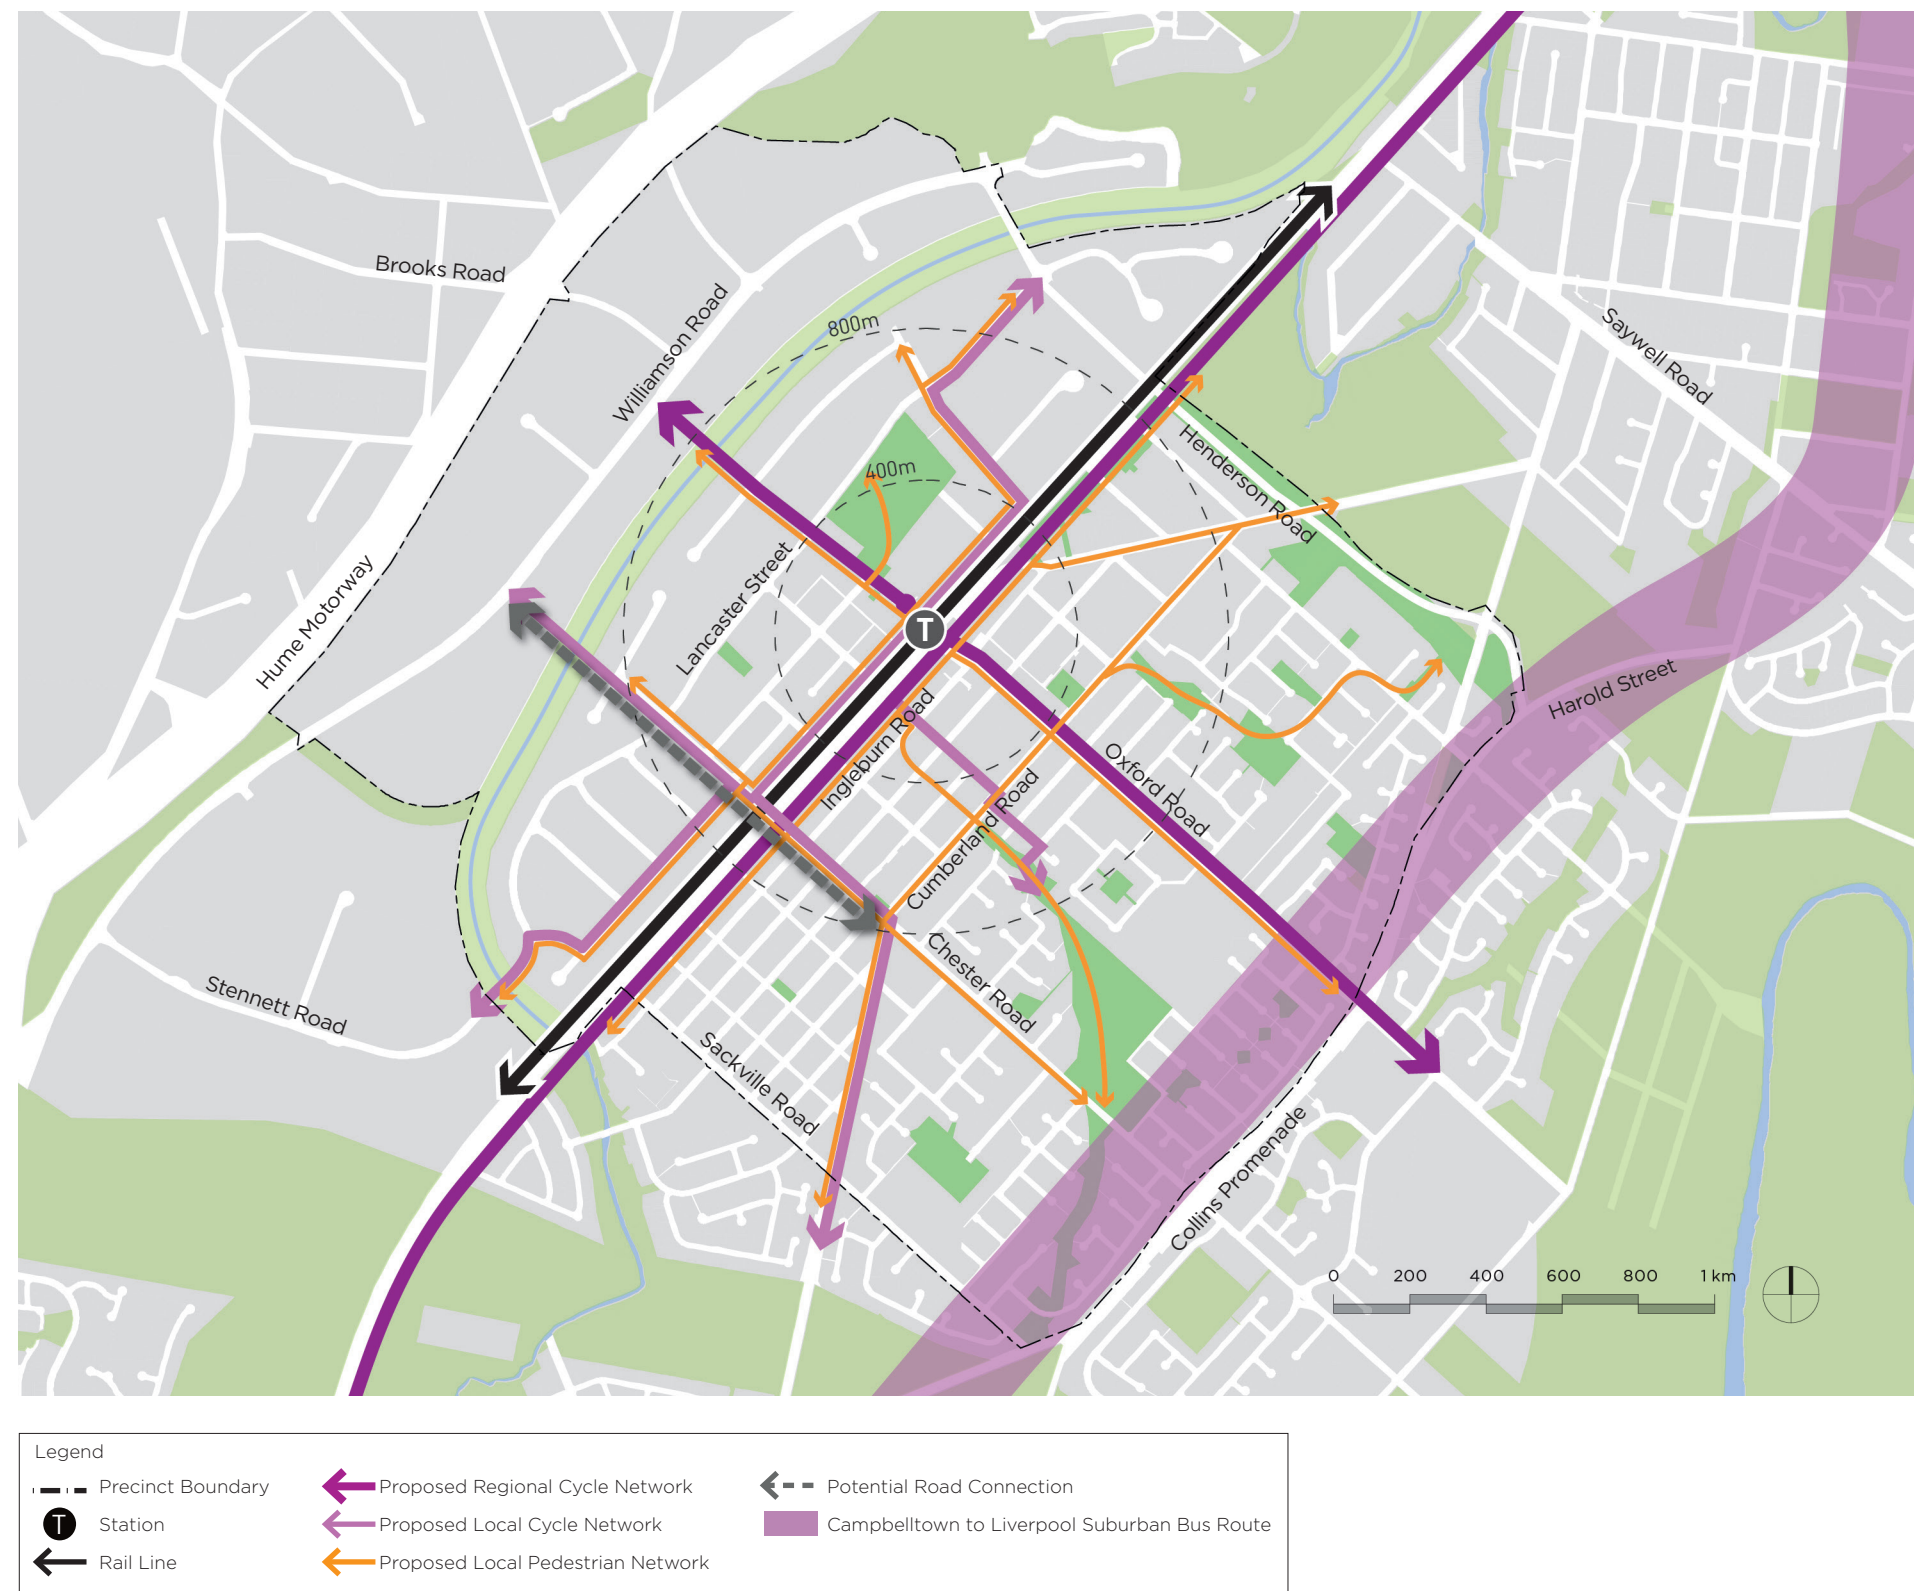 Brooks Road
800m
Williamson Road
Saywell Road
400m
Henderson Road
Lancaster Street
Hume Motorway
T
Harold Street
Ingleburn Road
Oxford Road
Cumberland Road
Chester Road
Stennett Road
Sackville Road
Collins Promenade
0 200 400 600 800 1 km
Legend
Precinct Boundary
T Station
Rail Line
Proposed Regional Cycle Network
Proposed Local Cycle Network
Proposed Local Pedestrian Network
Potential Road Connection
Campbelltown to Liverpool Suburban Bus Route